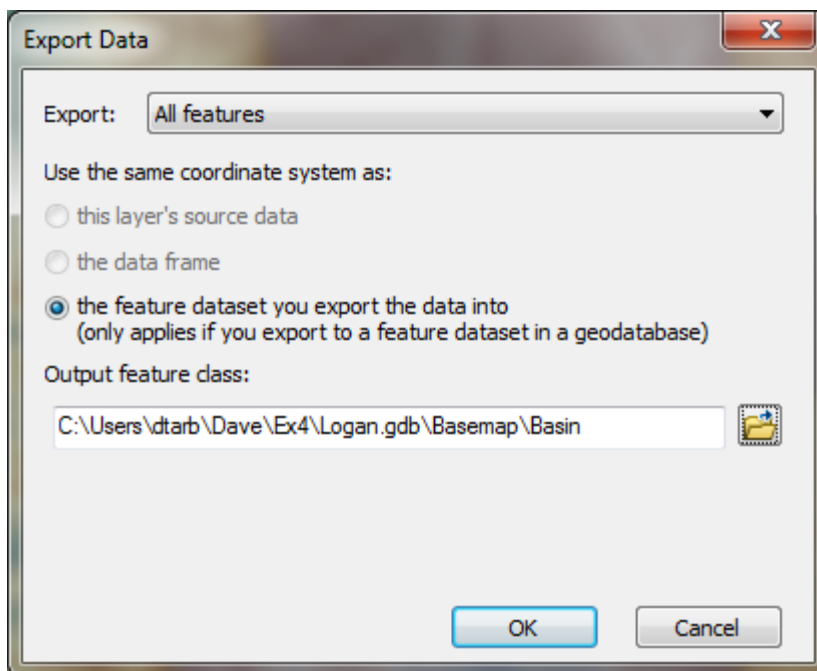 Export Data
Export: All features
Use the same coordinate system as:
this layer's source data
the data frame
the feature dataset you export the data into
(only applies if you export to a feature dataset in a geodatabase)
Output feature class:
C:\Users\dtarb\Dave\Ex4\Logan.gdb\Basemap\Basin
OK Cancel